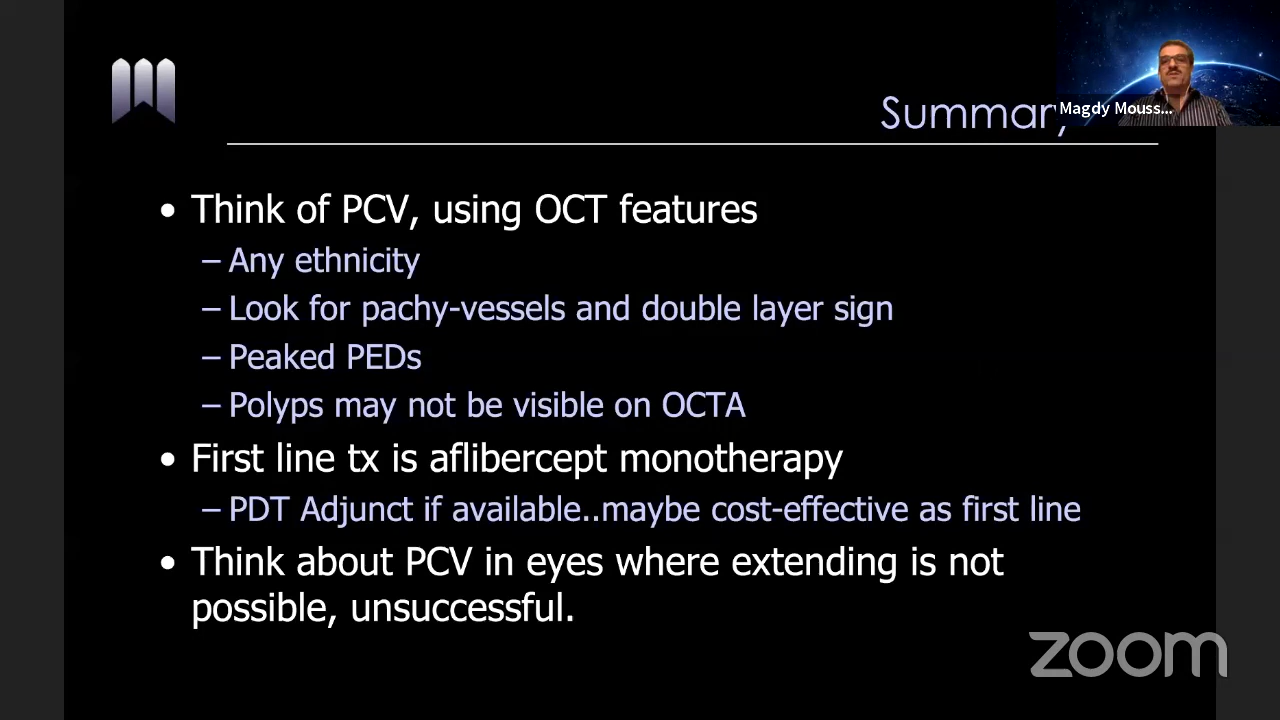 Summary
Magdy Mouss...
• Think of PCV, using OCT features
– Any ethnicity
– Look for pachy-vessels and double layer sign
– Peaked PEDs
– Polyps may not be visible on OCTA
• First line tx is aflibercept monotherapy
– PDT Adjunct if available..maybe cost-effective as first line
• Think about PCV in eyes where extending is not
possible, unsuccessful.
zoom